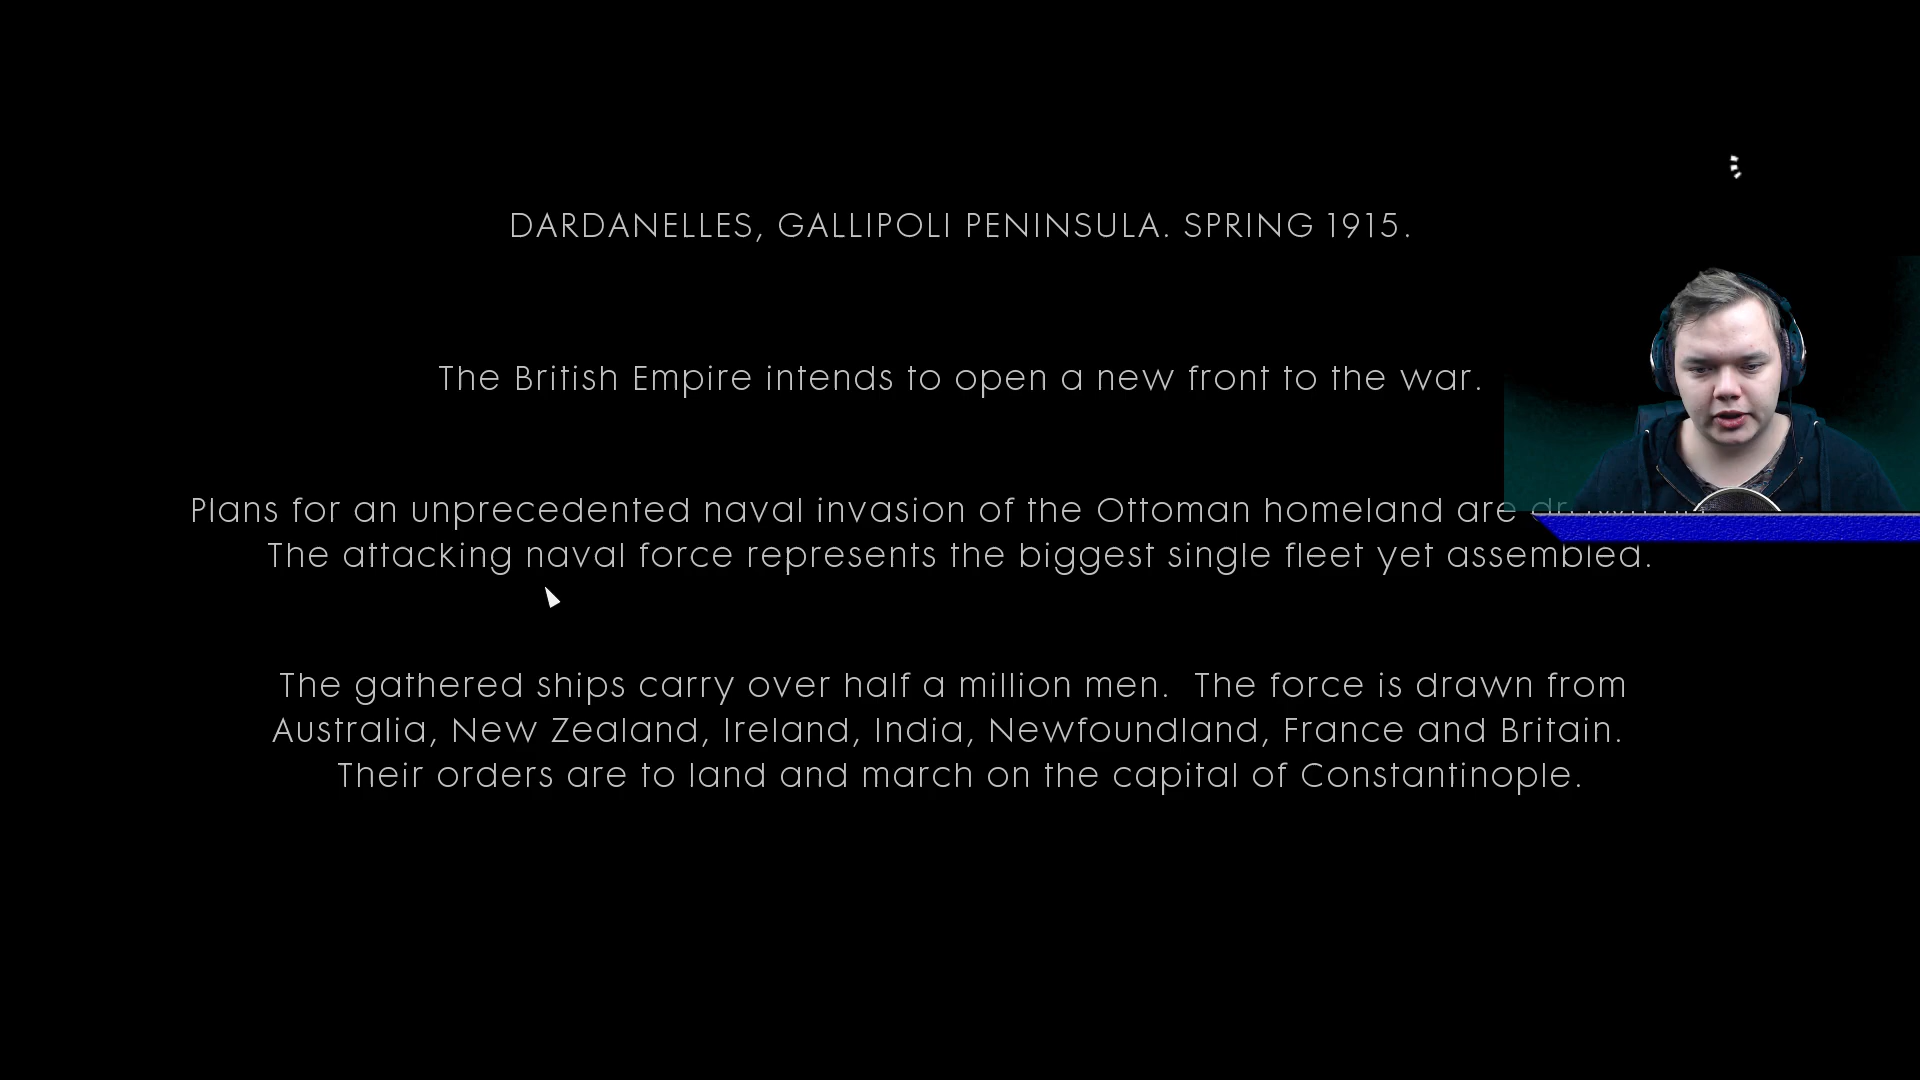 DARDANELLES, GALLIPOLI PENINSULA. SPRING 1915.
The British Empire intends to open a new front to the war.
Plans for an unprecedented naval invasion of the Ottoman homeland are
The attacking naval force represents the biggest single fleet yet assembled.
The gathered ships carry over half a million men. The force is drawn from
Australia, New Zealand, Ireland, India, Newfoundland, France and Britain.
Their orders are to land and march on the capital of Constantinople.